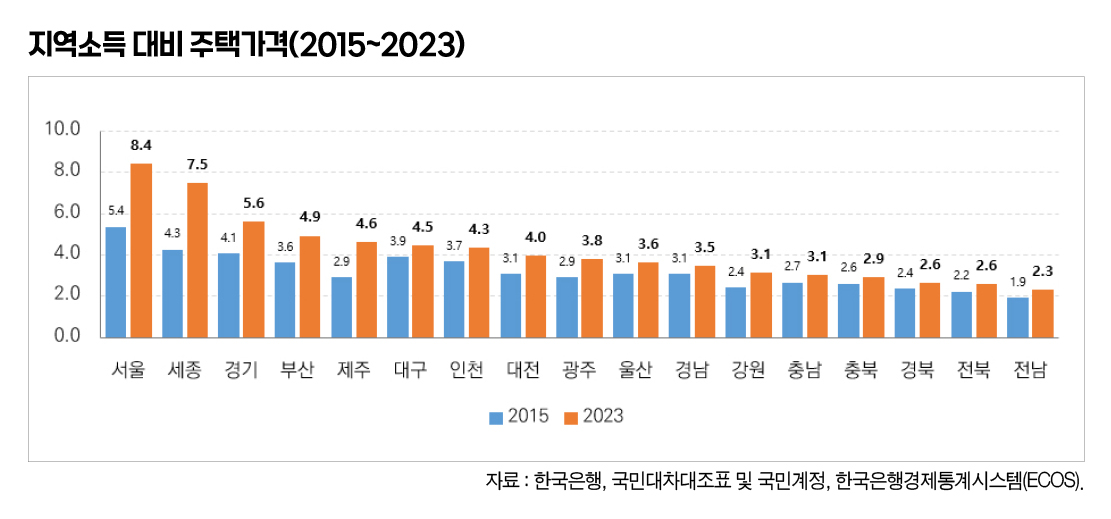 지역소득 대비 주택가격(2015~2023)
10.0
8.0
6.0
4.0
2.0
0.0
5.4 8.4 4.3 7.5 4.1 5.6 3.6 4.9 2.9 4.6 3.9 4.5 3.7 4.3 3.1 4.0 2.9 3.8 3.1 3.6 3.1 3.5 2.4 3.1 2.7 3.1 2.6 2.9 2.4 2.6 2.2 2.6 1.9 2.3
서울 세종 경기 부산 제주 대구 인천 대전 광주 울산 경남 강원 충남 충북 경북 전북 전남
2015 2023
자료 : 한국은행, 국민대차대조표 및 국민계정, 한국은행경제통계시스템(ECOS).